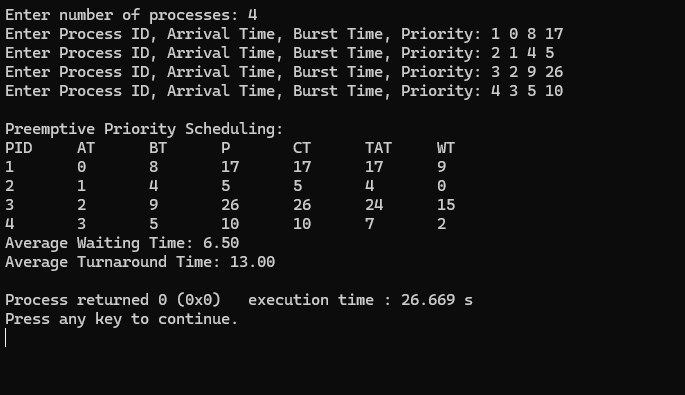 Enter number of processes: 4
Enter Process ID, Arrival Time, Burst Time, Priority: 1 0 8 17
Enter Process ID, Arrival Time, Burst Time, Priority: 2 1 4 5
Enter Process ID, Arrival Time, Burst Time, Priority: 3 2 9 26
Enter Process ID, Arrival Time, Burst Time, Priority: 4 3 5 10
Preemptive Priority Scheduling:
PID     AT      BT      P       CT      TAT     WT
1       0       8       17      17      17      9
2       1       4       5       5       4       0
3       2       9       26      26      24      15
4       3       5       10      10      7       2
Average Waiting Time: 6.50
Average Turnaround Time: 13.00
Process returned 0 (0x0)   execution time : 26.669 s
Press any key to continue.